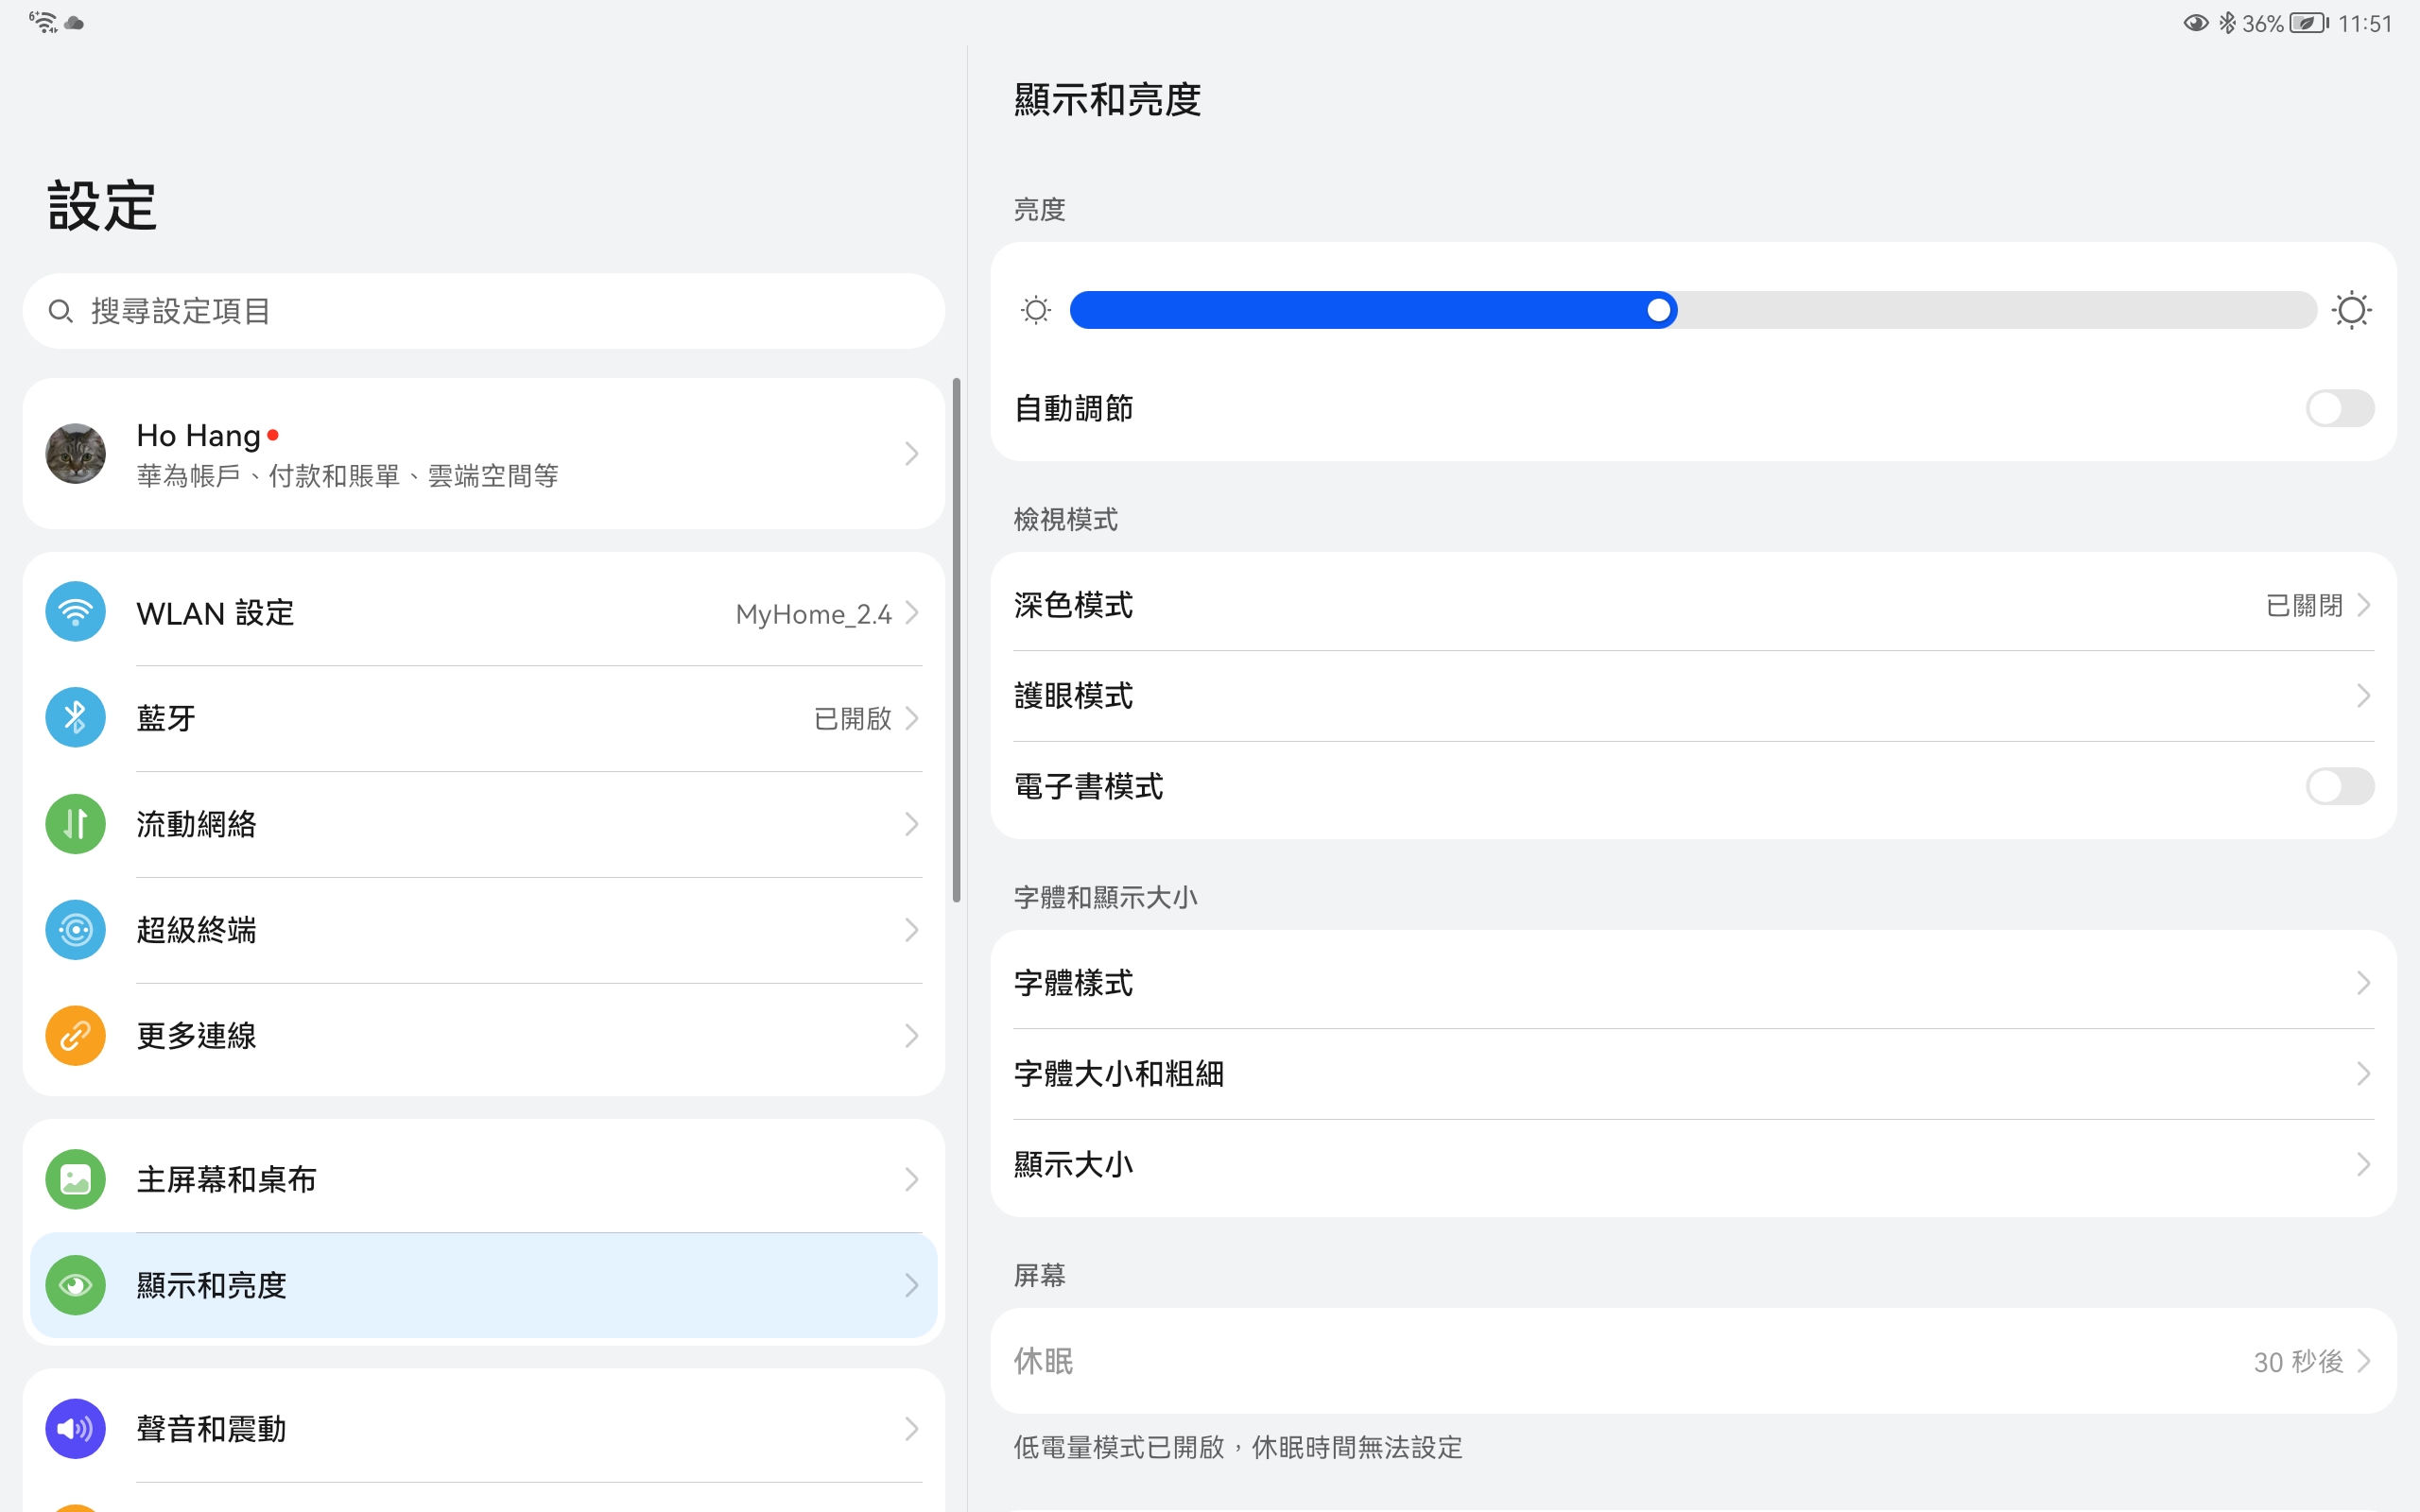 36% 11:51
設定
搜尋設定項目
Ho Hang
華為帳戶、付款和賬單、雲端空間等
WLAN 設定
MyHome_2.4
藍牙
已開啟
流動網絡
超級終端
更多連線
主屏幕和桌布
顯示和亮度
聲音和震動
顯示和亮度
亮度
自動調節
檢視模式
深色模式
已關閉
護眼模式
電子書模式
字體和顯示大小
字體樣式
字體大小和粗細
顯示大小
屏幕
休眠
30 秒後
低電量模式已開啟，休眠時間無法設定